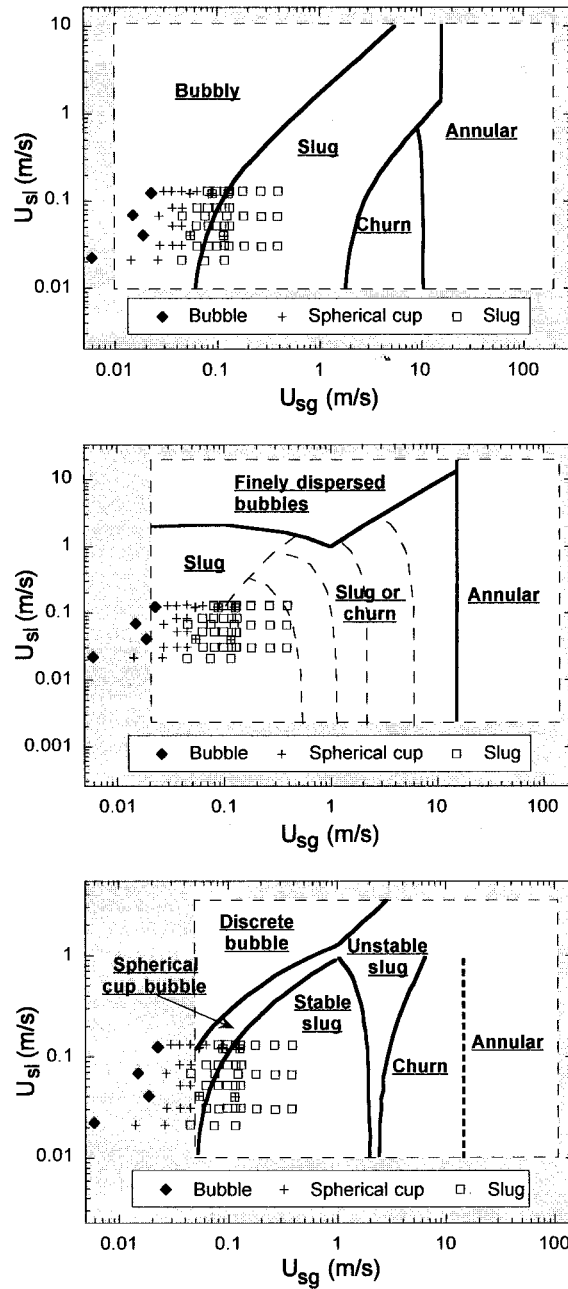 10
Bubbly
Slug
Annular
Churn
1
0.1
0.01
U_sl (m/s)
◆ Bubble + Spherical cup □ Slug
0.01 0.1 1 10 100
U_sg (m/s)
10
Finely dispersed
bubbles
1
Slug
Slug or
churn
Annular
0.1
0.01
0.001
U_sl (m/s)
◆ Bubble + Spherical cup □ Slug
0.01 0.1 1 10 100
U_sg (m/s)
Discrete
bubble
1
Unstable
slug
Spherical
cup bubble
Stable
slug
0.1
Churn
Annular
0.01
U_sl (m/s)
◆ Bubble + Spherical cup □ Slug
0.01 0.1 1 10 100
U_sg (m/s)